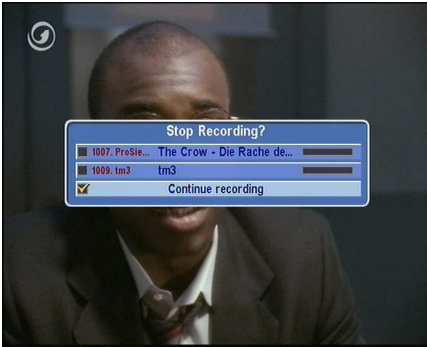 Stop Recording?
1007. ProSie... The Crow - Die Rache de...
1009. tm3 tm3
Continue recording